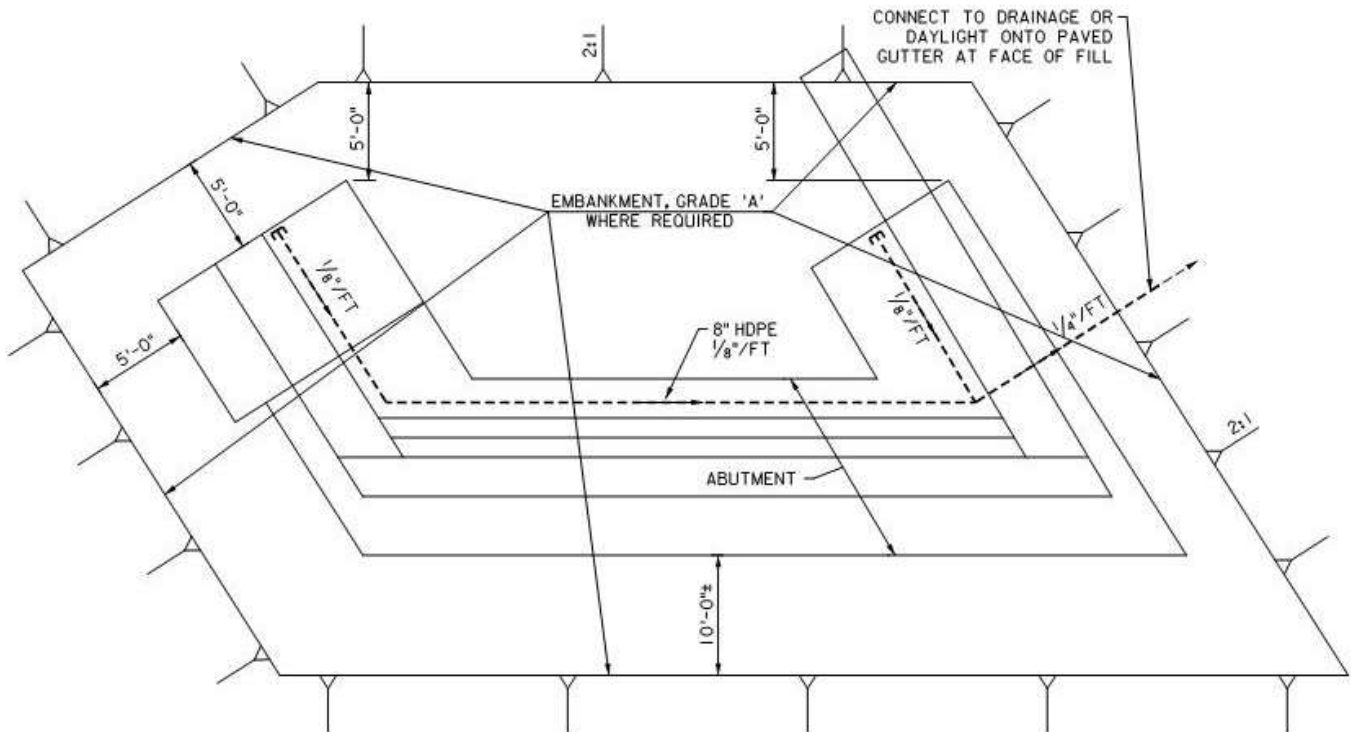 CONNECT TO DRAINAGE OR
DAYLIGHT ONTO PAVED
GUTTER AT FACE OF FILL
2:1
5'-0"
5'-0"
5'-0"
EMBANKMENT, GRADE 'A'
WHERE REQUIRED
1/8"/FT
1/8"/FT
1/4"/FT
5'-0"
8" HDPE
1/8"/FT
2:1
ABUTMENT
10'-0"±